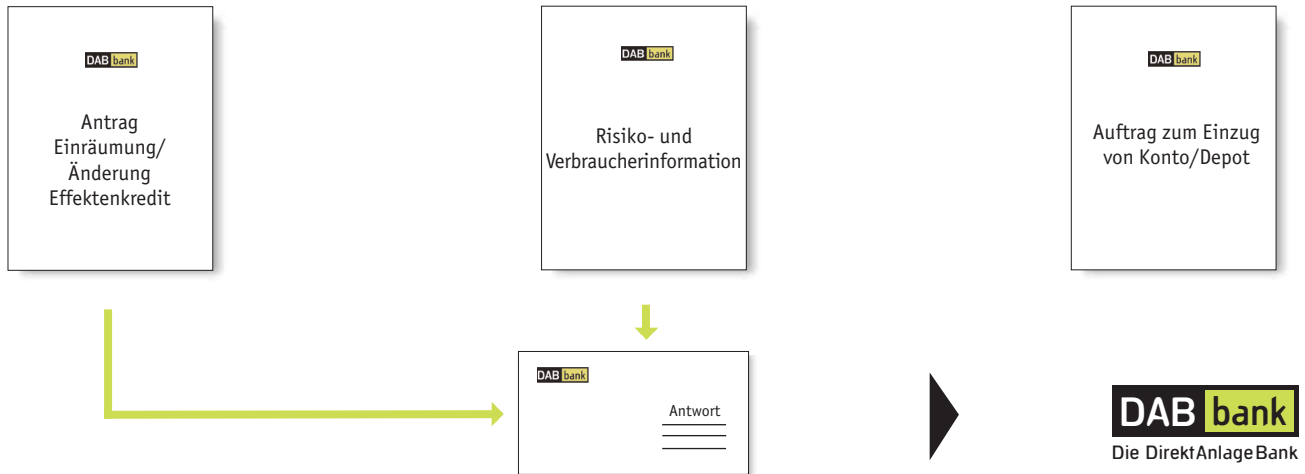 DAB bank
Antrag
Einräumung/
Änderung
Effektenkredit
DAB bank
Risiko- und
Verbraucherinformation
DAB bank
Auftrag zum Einzug
von Konto/Depot
DAB bank
Antwort
DAB bank
Die DirektAnlageBank